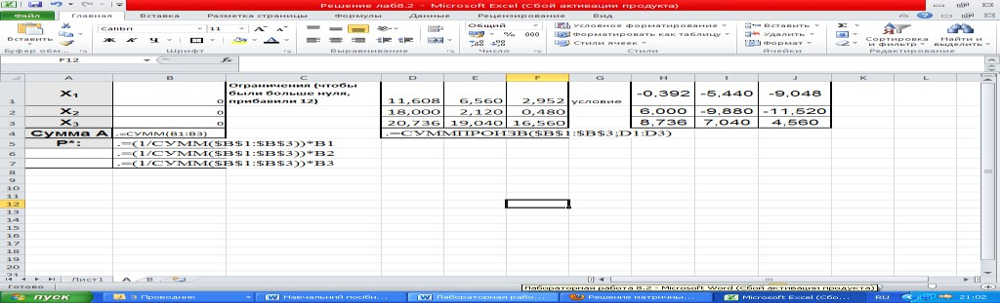 Решение лаб8.2 - Microsoft Excel (Сбой активации продукта)
Файл Главная Вставка Разметка страницы Формулы Данные Рецензирование Вид
Calibri 11 Общий Условное форматирование Вставить Σ
Вставить Ж К Ч % 000 Форматировать как таблицу Удалить Сортировка и фильтр Найти и выделить
Стили ячеек Формат
Буфер обм... Шрифт Выравнивание Число Стили Ячейки Редактирование
F12 fx
A B C D E F G H I J K L
1 X1 0 Ограничения (чтобы были больше нуля, прибавили 12) 11,608 6,560 2,952 условие -0,392 -5,440 -9,048
2 X2 0 18,000 2,120 0,480 6,000 -9,880 -11,520
3 X3 0 20,736 19,040 16,560 8,736 7,040 4,560
4 Сумма А .=СУММ(B1:B3) .=СУММПРОИЗВ($B$1:$B$3;D1:D3)
5 P*: .=(1/СУММ($B$1:$B$3))*B1
6 .=(1/СУММ($B$1:$B$3))*B2
7 .=(1/СУММ($B$1:$B$3))*B3
8
9
10
11
12
13
14
15
16
17
18
19
20
21
Лист1 A B
Готово
Лабораторная работа 8.2 - Microsoft Word (Сбой активации продукта)
пуск 3 Проводник Навчальний посібн... Лабораторная рабо... Решение матричны... Microsoft Excel (Сбо... RU 21:02